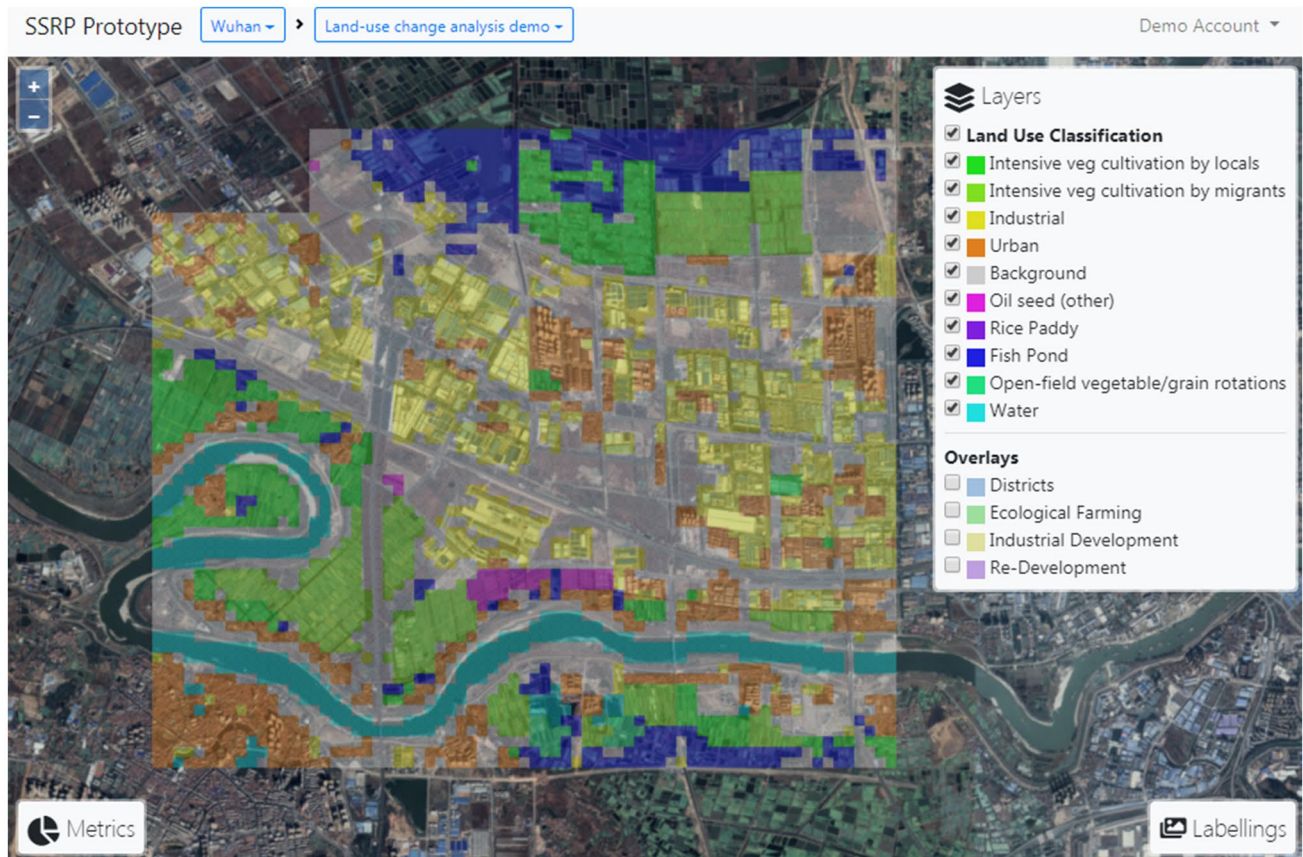 SSRP Prototype Wuhan > Land-use change analysis demo Demo Account
+
−
Layers
Land Use Classification
Intensive veg cultivation by locals
Intensive veg cultivation by migrants
Industrial
Urban
Background
Oil seed (other)
Rice Paddy
Fish Pond
Open-field vegetable/grain rotations
Water
Overlays
Districts
Ecological Farming
Industrial Development
Re-Development
Metrics
Labellings